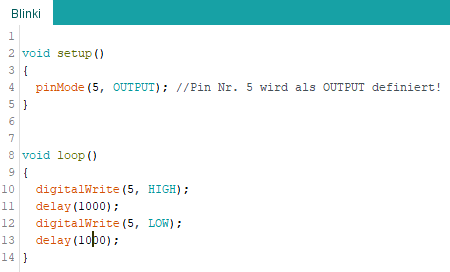 Blinki
1
2 void setup()
3 {
4   pinMode(5, OUTPUT); //Pin Nr. 5 wird als OUTPUT definiert!
5 }
6
7
8 void loop()
9 {
10   digitalWrite(5, HIGH);
11   delay(1000);
12   digitalWrite(5, LOW);
13   delay(1000);
14 }